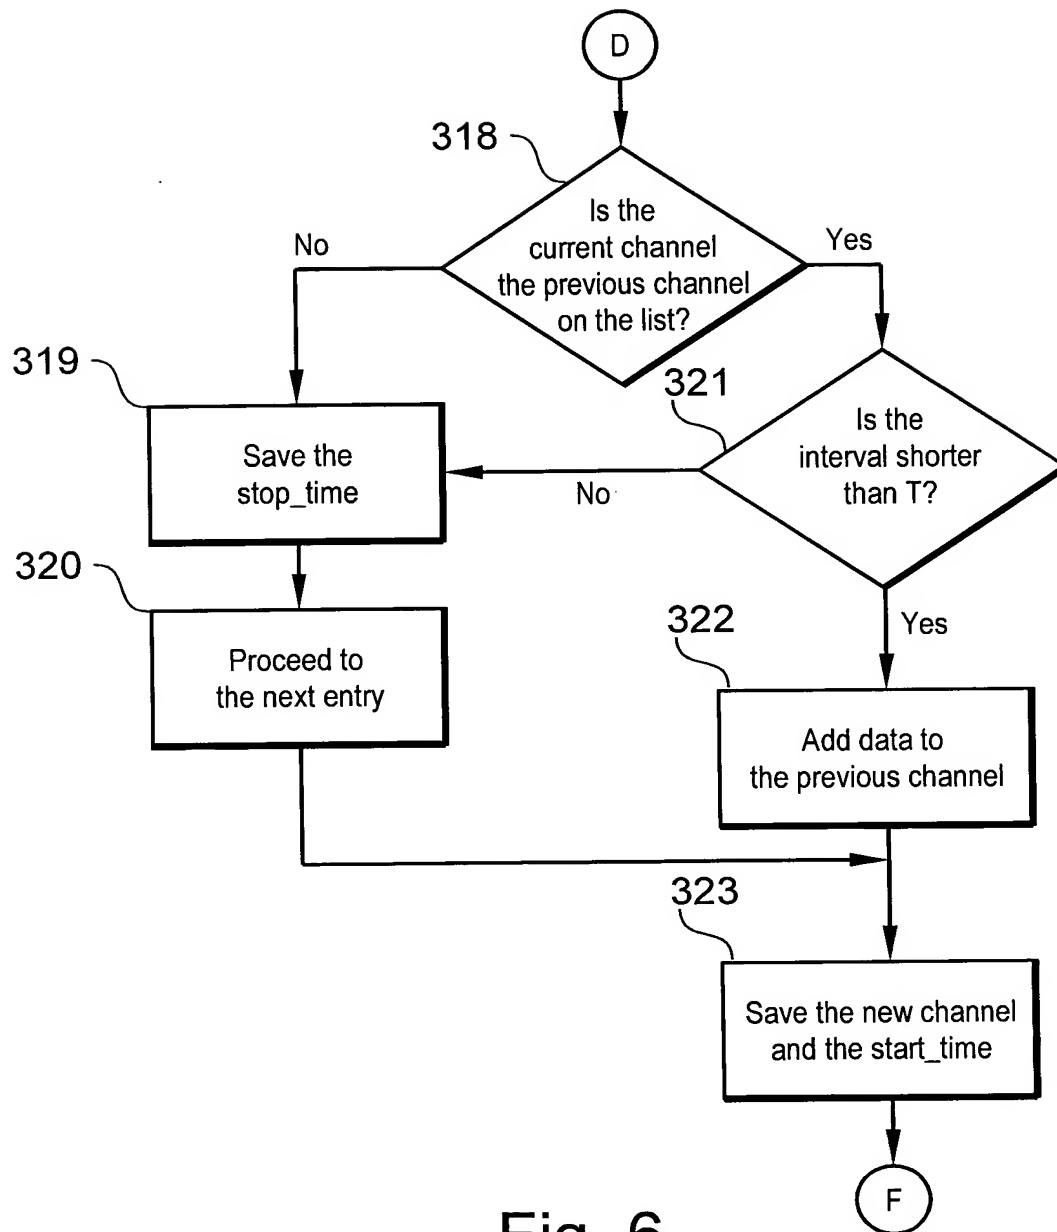 D
318
Is the
current channel
the previous channel
on the list?
No
Yes
319
Save the
stop_time
321
Is the
interval shorter
than T?
No
320
Proceed to
the next entry
Yes
322
Add data to
the previous channel
323
Save the new channel
and the start_time
F
Fig. 6